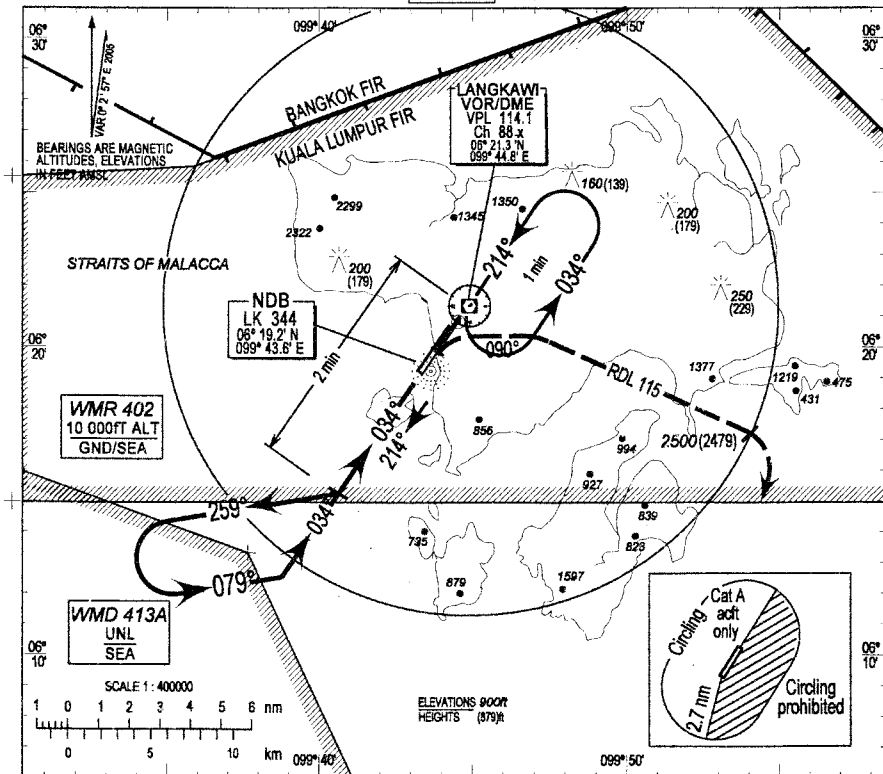 06°
30'
099° 40'
099° 50'
06°
30'
VAR 0° 2' 57" E 2005
BEARINGS ARE MAGNETIC
ALTITUDES, ELEVATIONS
IN FEET AMSL
BANGKOK FIR
KUALA LUMPUR FIR
LANGKAWI
VOR/DME
VPL 114.1
Ch 88 x
06° 21.3 'N
099° 44.8' E
160 (139)
2299
1350
1345
200
(179)
2322
214°
034°
1 min
STRAITS OF MALACCA
200
(179)
250
(229)
NDB
LK 344
06° 19.2' N
099° 43.6' E
2 min
06°
20'
06°
20'
090°
RDL 115
1377
1219
475
431
WMR 402
10 000ft ALT
GND/SEA
034°
214°
856
2500 (2479)
994
927
259°
034°
839
735
823
079°
879
1597
WMD 413A
UNL
SEA
Circling
Cat A
acft
only
2.7 nm
Circling
prohibited
06°
10'
06°
10'
SCALE 1 : 400000
1 0 1 2 3 4 5 6 nm
0 5 10 km
ELEVATIONS 900ft
HEIGHTS (879)ft
099° 40'
099° 50'